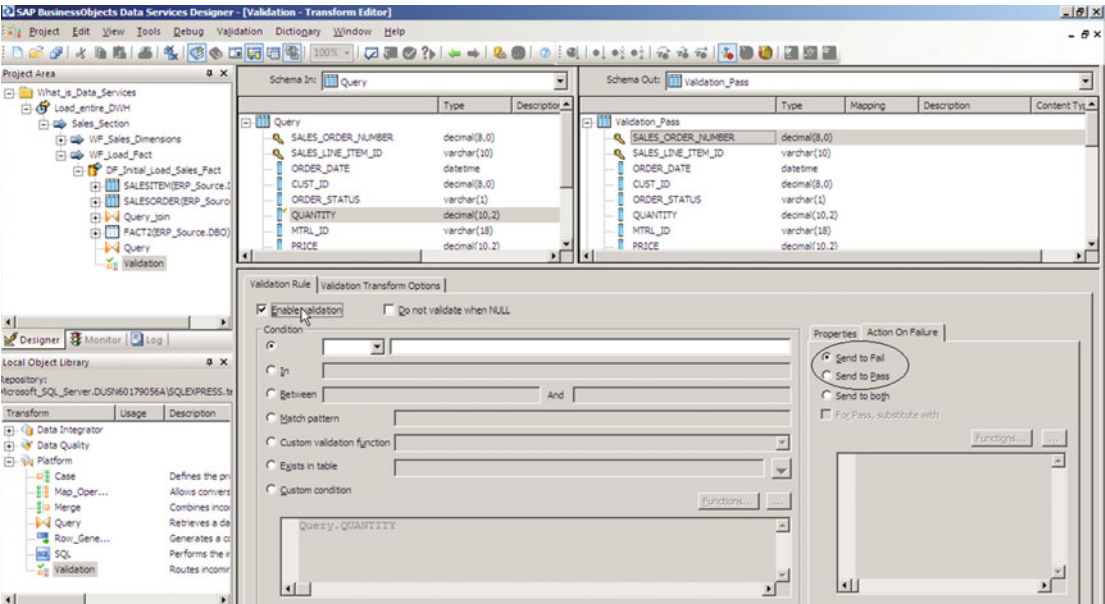 SAP BusinessObjects Data Services Designer - [Validation - Transform Editor]
Project Edit View Tools Debug Validation Dictionary Window Help
100%
Project Area
What_is_Data_Services
Load_entire_DWH
Sales_Section
WF_Sales_Dimensions
WF_Load_Fact
DF_Initial_Load_Sales_Fact
SALESITEM(ERP_Source.
SALESORDER(ERP_Sourc
Query_join
FACT2(ERP_Source.DBO)
Query
Validation
Designer Monitor Log
Local Object Library
Repository:
Microsoft_SQL_Server.DUSN60179056A\SQLEXPRESS.te
Transform Usage Description
Data Integrator
Data Quality
Platform
Case Defines the pr
Map_Oper... Allows convers
Merge Combines inco
Query Retrieves a da
Row_Gene... Generates a c
SQL Performs the i
Validation Routes incomin
Schema In: Query
Type Description
Query
SALES_ORDER_NUMBER decimal(8,0)
SALES_LINE_ITEM_ID varchar(10)
ORDER_DATE datetime
CUST_ID decimal(8,0)
ORDER_STATUS varchar(1)
QUANTITY decimal(10,2)
MTRL_ID varchar(18)
PRICE decimal(10,2)
Schema Out: Validation_Pass
Type Mapping Description Content Typ
Validation_Pass
SALES_ORDER_NUMBER decimal(8,0)
SALES_LINE_ITEM_ID varchar(10)
ORDER_DATE datetime
CUST_ID decimal(8,0)
ORDER_STATUS varchar(1)
QUANTITY decimal(10,2)
MTRL_ID varchar(18)
PRICE decimal(10,2)
Validation Rule Validation Transform Options
Enable validation Do not validate when NULL
Condition
In
Between And
Match pattern
Custom validation function
Exists in table
Custom condition
Functions... ...
Query.QUANTITY
Properties Action On Failure
Send to Fail
Send to Pass
Send to both
For Pass, substitute with
Functions... ...